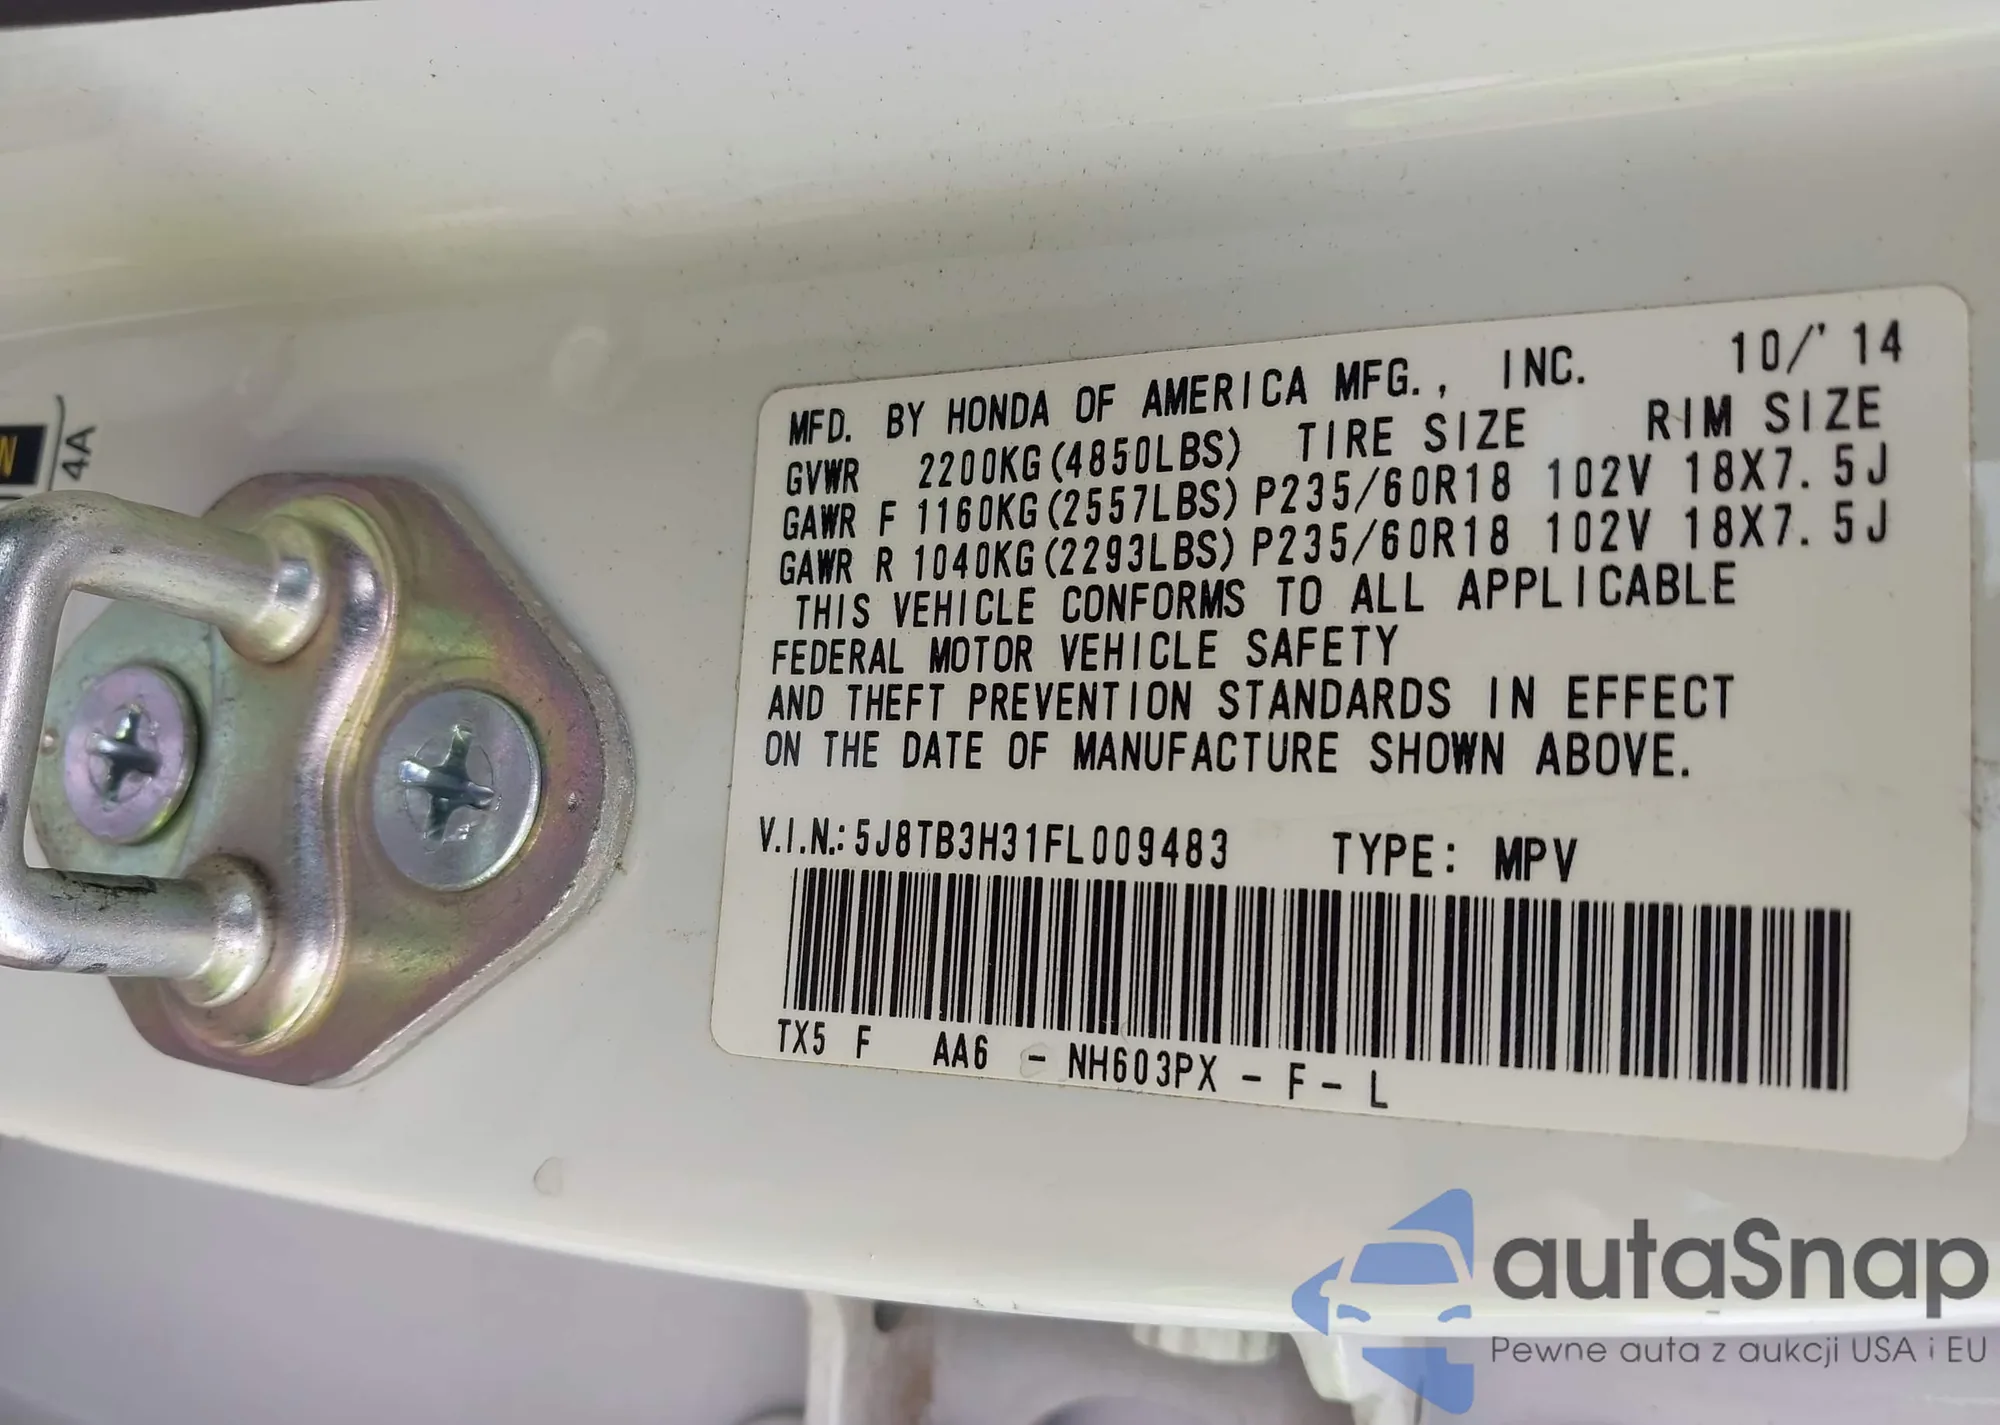 MFD. BY HONDA OF AMERICA MFG., INC. 10/'14
GVWR 2200KG(4850LBS) TIRE SIZE RIM SIZE
GAWR F 1160KG(2557LBS) P235/60R18 102V 18X7.5J
GAWR R 1040KG(2293LBS) P235/60R18 102V 18X7.5J
THIS VEHICLE CONFORMS TO ALL APPLICABLE
FEDERAL MOTOR VEHICLE SAFETY
AND THEFT PREVENTION STANDARDS IN EFFECT
ON THE DATE OF MANUFACTURE SHOWN ABOVE.
V.I.N.: 5J8TB3H31FL009483 TYPE: MPV
TX5 F AA6 - NH603PX - F - L
4A
autaSnap
Pewne auta z aukcji USA i EU